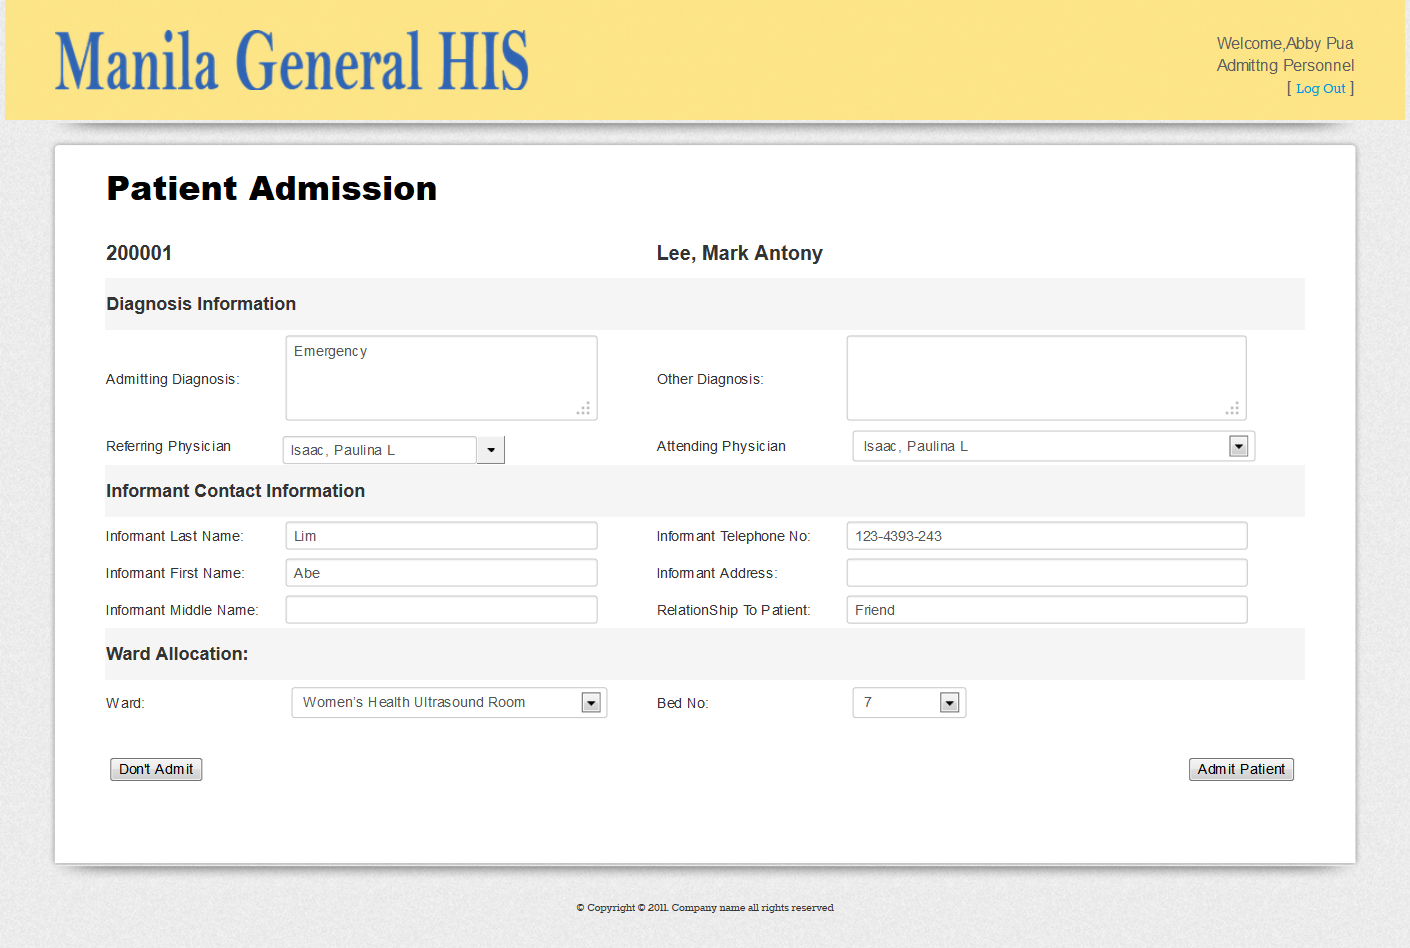 Manila General HIS
Welcome,Abby Pua
Admittng Personnel
[ Log Out ]
Patient Admission
200001 Lee, Mark Antony
Diagnosis Information
Admitting Diagnosis: Emergency Other Diagnosis:
Referring Physician Isaac, Paulina L Attending Physician Isaac, Paulina L
Informant Contact Information
Informant Last Name: Lim Informant Telephone No: 123-4393-243
Informant First Name: Abe Informant Address:
Informant Middle Name: RelationShip To Patient: Friend
Ward Allocation:
Ward: Women's Health Ultrasound Room Bed No: 7
Don't Admit Admit Patient
© Copyright © 2011. Company name all rights reserved